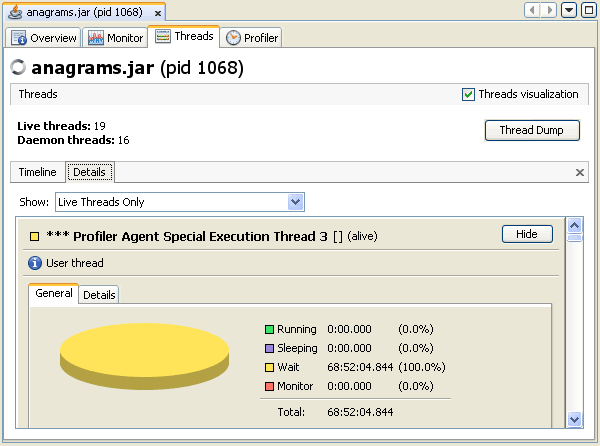 anagrams.jar (pid 1068)
Overview Monitor Threads Profiler
anagrams.jar (pid 1068)
Threads Threads visualization
Live threads: 19
Daemon threads: 16
Thread Dump
Timeline Details
Show: Live Threads Only
*** Profiler Agent Special Execution Thread 3 [] (alive) Hide
User thread
General Details
Running 0:00.000 (0.0%)
Sleeping 0:00.000 (0.0%)
Wait 68:52:04.844 (100.0%)
Monitor 0:00.000 (0.0%)
Total: 68:52:04.844